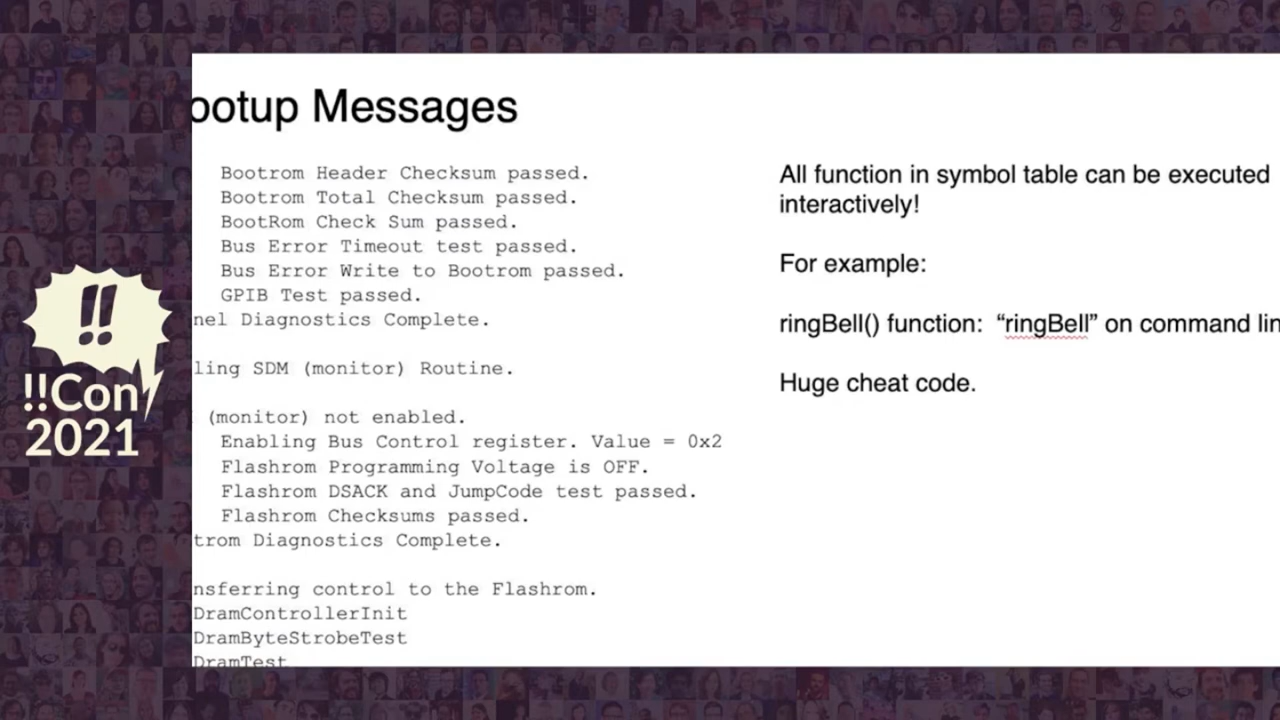 ootup Messages
Bootrom Header Checksum passed.
Bootrom Total Checksum passed.
BootRom Check Sum passed.
Bus Error Timeout test passed.
Bus Error Write to Bootrom passed.
GPIB Test passed.
nel Diagnostics Complete.
ling SDM (monitor) Routine.
(monitor) not enabled.
Enabling Bus Control register. Value = 0x2
Flashrom Programming Voltage is OFF.
Flashrom DSACK and JumpCode test passed.
Flashrom Checksums passed.
trom Diagnostics Complete.
nsferring control to the Flashrom.
DramControllerInit
DramByteStrobeTest
DramTest
All function in symbol table can be executed
interactively!
For example:
ringBell() function: “ringBell” on command lin
Huge cheat code.
!!
!!Con
2021